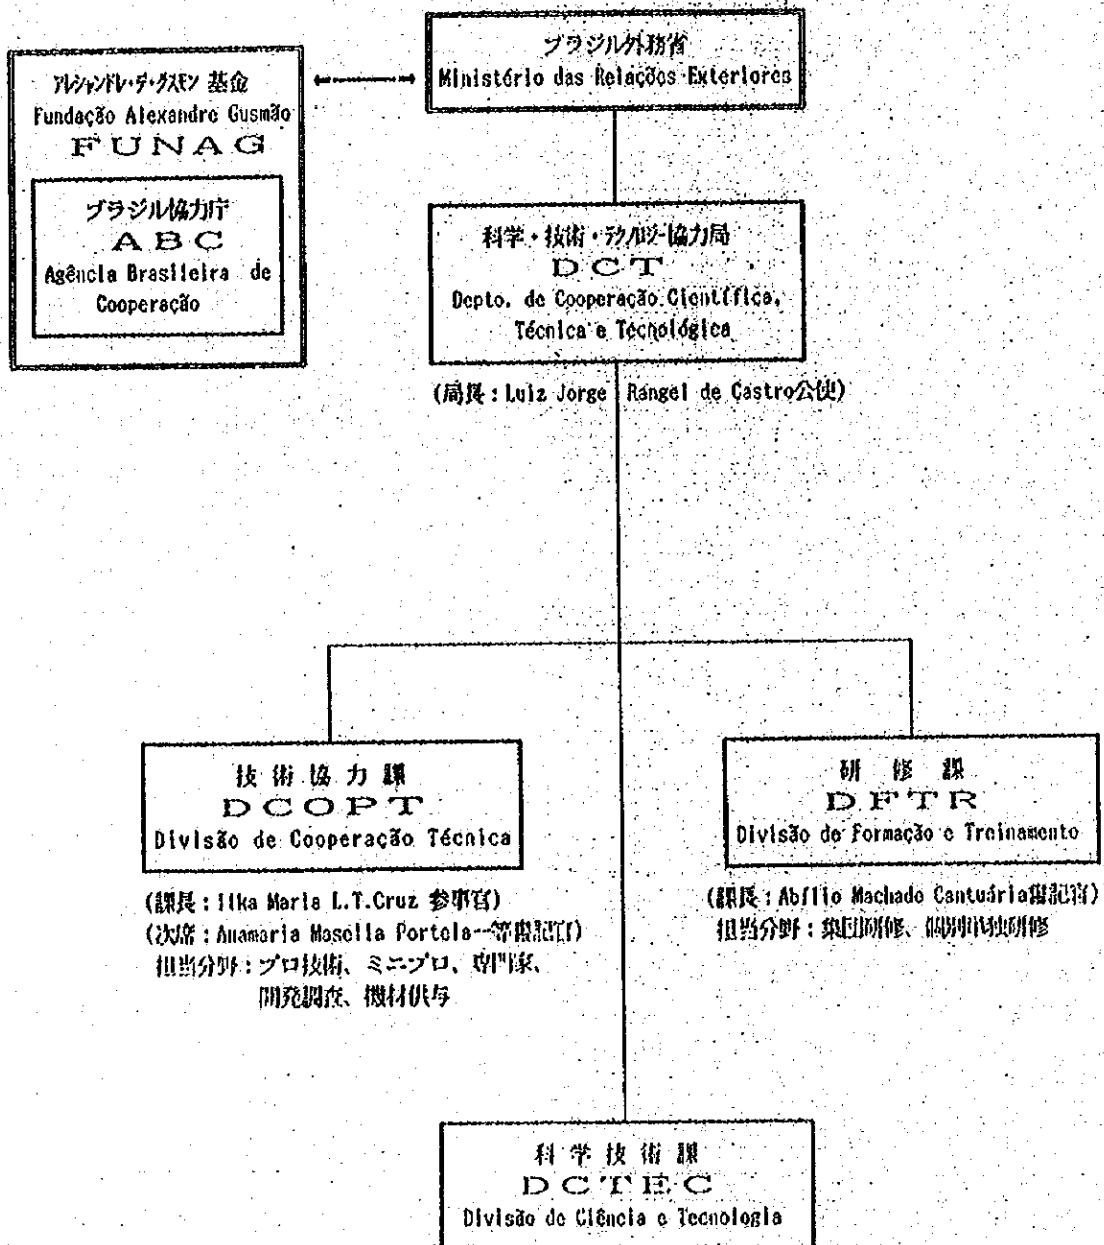 ブラジル外務省
Ministério das Relações Exteriores
アレシャンドレ・デ・グスモン 基金
Fundação Alexandre Gusmão
FUNAG
ブラジル協力庁
ABC
Agência Brasileira de
Cooperação
科学・技術・テクノロジー協力局
DCT
Depto. de Cooperação Científica,
Técnica e Tecnológica
(局長：Luiz Jorge Rangel de Castro公使)
技術協力課
DCOPT
Divisão de Cooperação Técnica
(課長：Ilka Maria L.T.Cruz 参事官)
(次席：Anamaria Mosella Portela一等書記官)
担当分野：プロ技術、ミニプロ、専門家、
開発調査、機材供与
研修課
DFTR
Divisão de Formação e Treinamento
(課長：Abílio Machado Cantuária書記官)
担当分野：集団研修、個別単独研修
科学技術課
DCTEC
Divisão de Ciência e Tecnologia